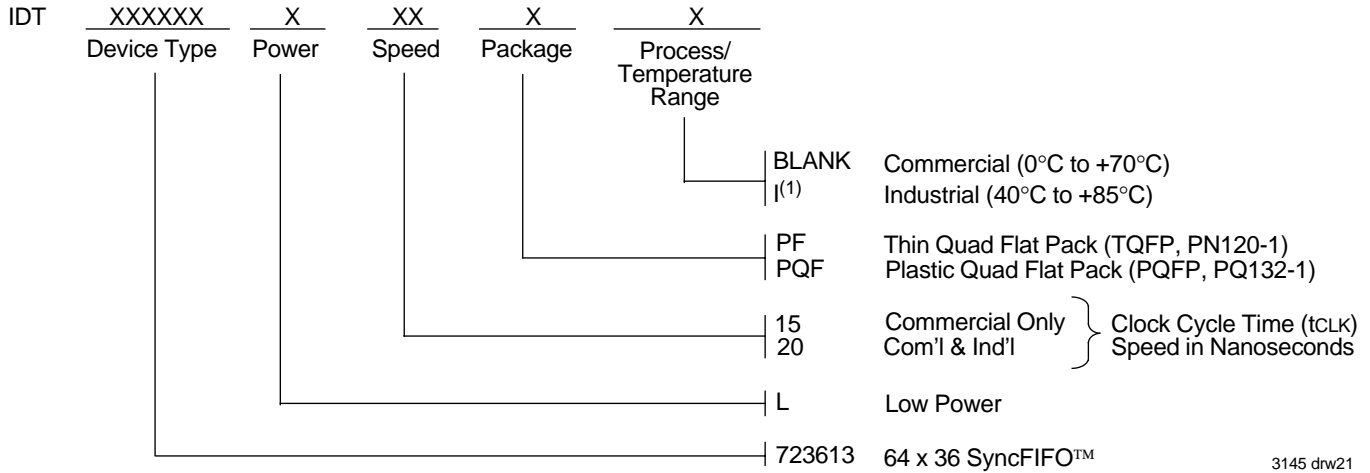 IDT XXXXXX X XX X X
Device Type Power Speed Package Process/
Temperature
Range
BLANK Commercial (0°C to +70°C)
I(1) Industrial (40°C to +85°C)
PF Thin Quad Flat Pack (TQFP, PN120-1)
PQF Plastic Quad Flat Pack (PQFP, PQ132-1)
15 Commercial Only Clock Cycle Time (tCLK)
20 Com'l & Ind'l Speed in Nanoseconds
L Low Power
723613 64 x 36 SyncFIFO™
3145 drw21